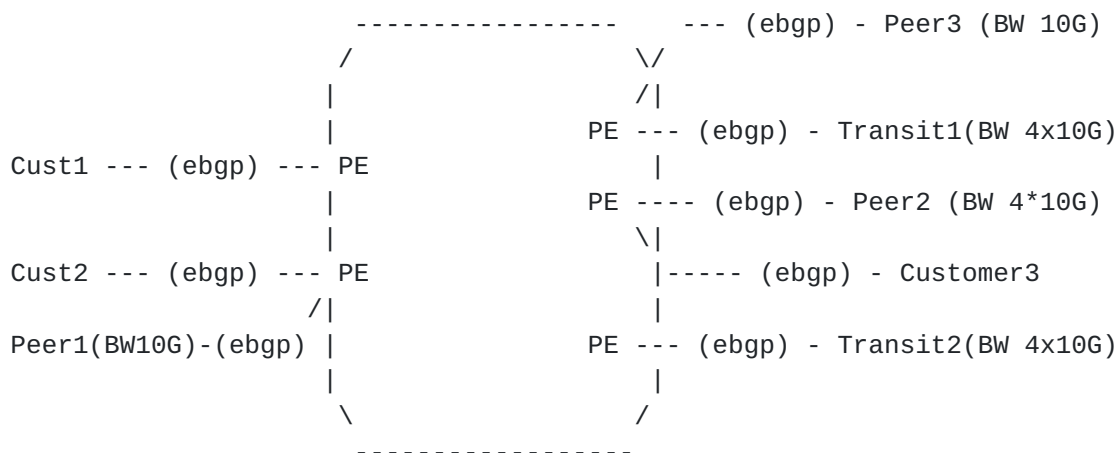 ----------------- --- (ebgp) - Peer3 (BW 10G)
/ \/
| /|
| PE --- (ebgp) - Transit1(BW 4x10G)
Cust1 --- (ebgp) --- PE |
| PE ---- (ebgp) - Peer2 (BW 4*10G)
| \|
Cust2 --- (ebgp) --- PE |----- (ebgp) - Customer3
/| |
Peer1(BW10G)-(ebgp) | PE --- (ebgp) - Transit2(BW 4x10G)
| |
\ /
-------------------